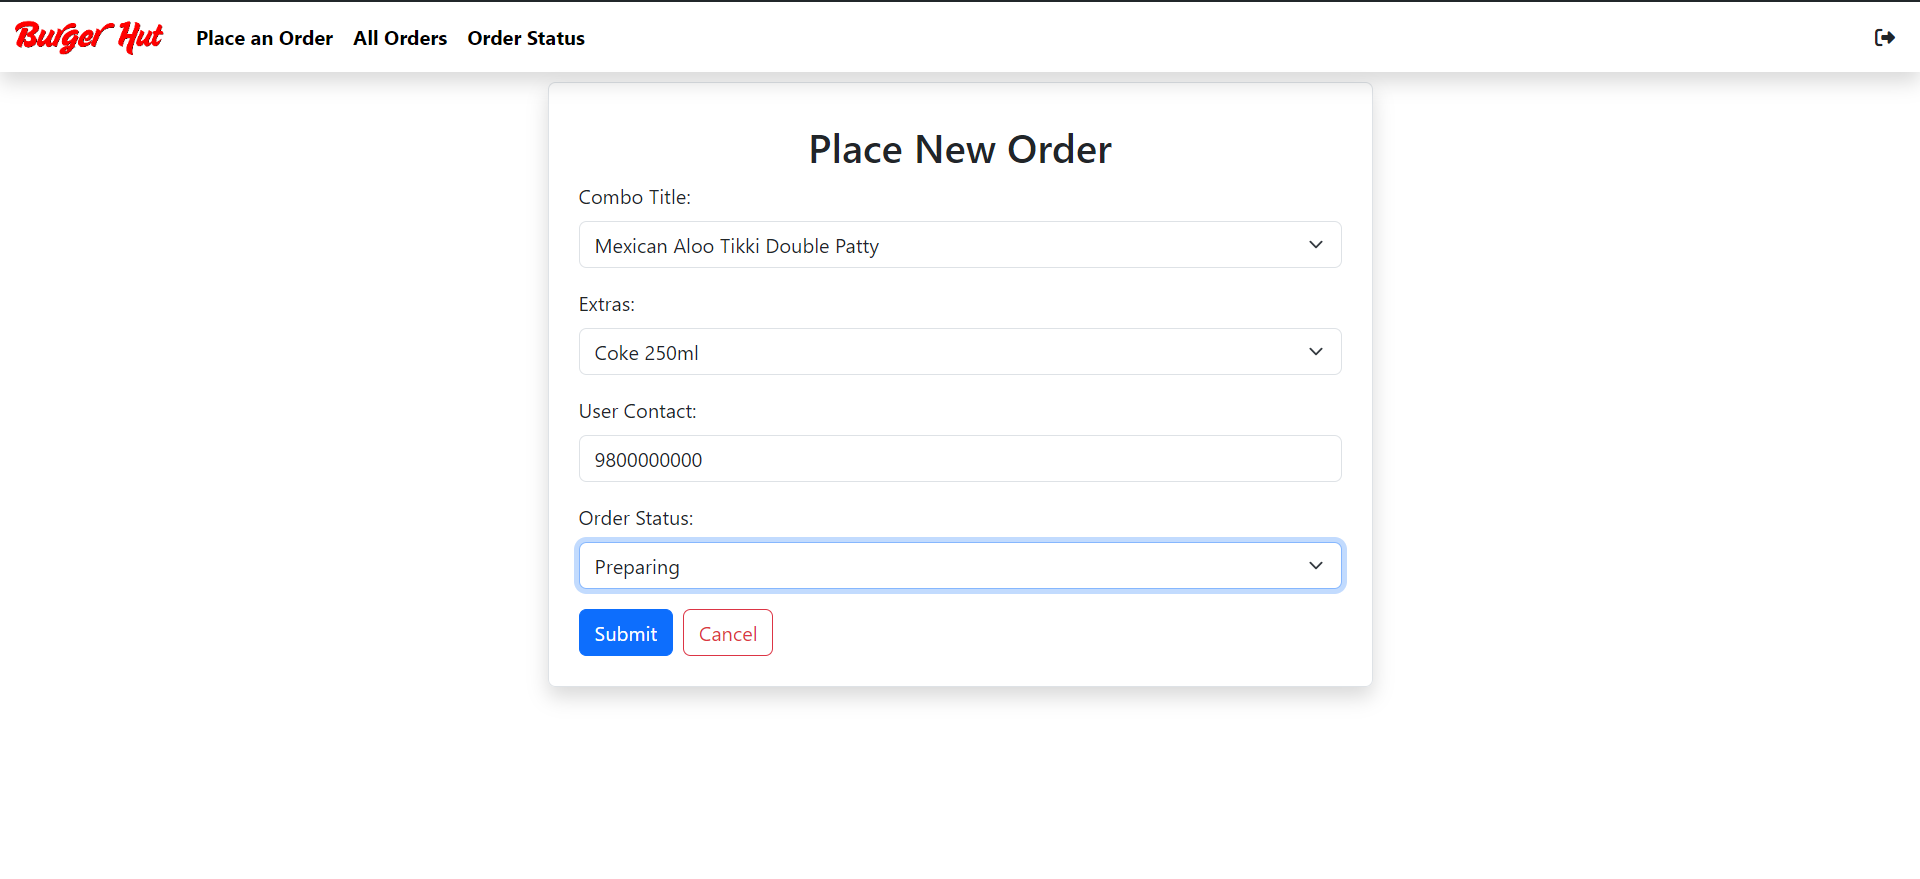 Burger Hut Place an Order All Orders Order Status
Place New Order
Combo Title:
Mexican Aloo Tikki Double Patty
Extras:
Coke 250ml
User Contact:
9800000000
Order Status:
Preparing
Submit Cancel